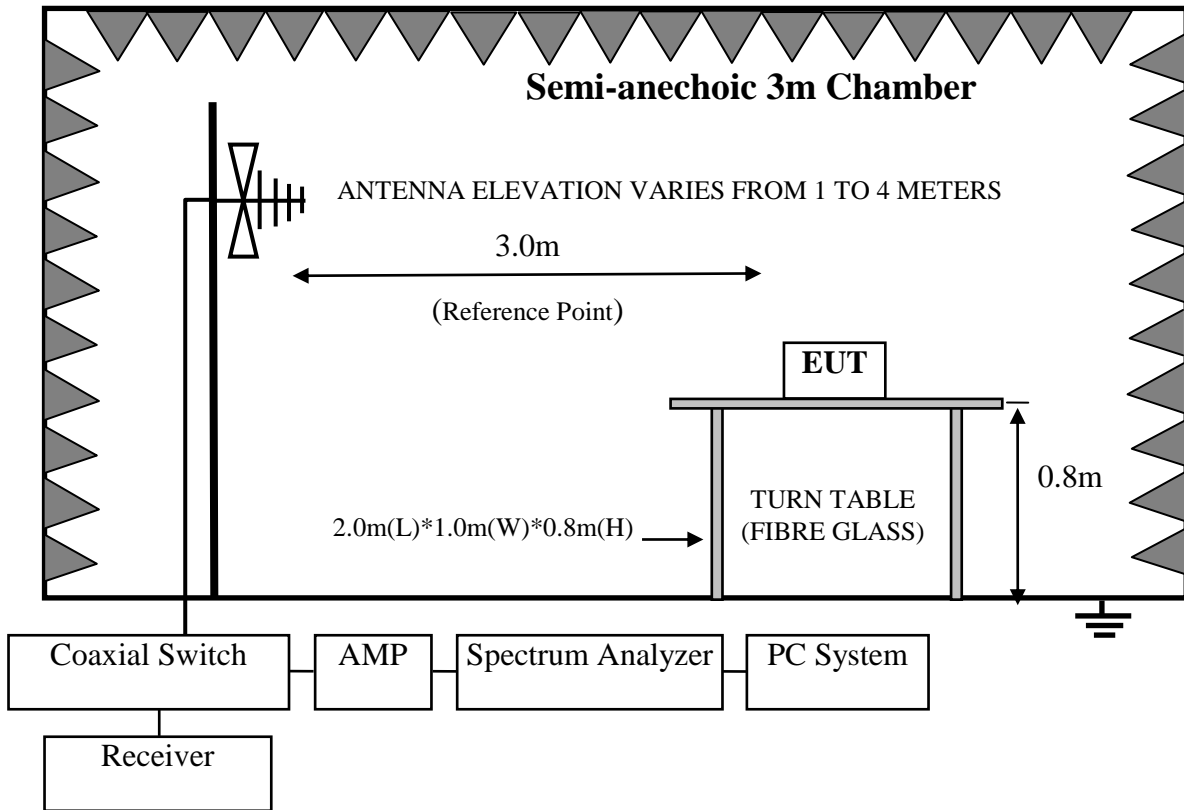 Semi-anechoic 3m Chamber
ANTENNA ELEVATION VARIES FROM 1 TO 4 METERS
3.0m
(Reference Point)
EUT
0.8m
TURN TABLE
(FIBRE GLASS)
2.0m(L)*1.0m(W)*0.8m(H)
Coaxial Switch
AMP
Spectrum Analyzer
PC System
Receiver